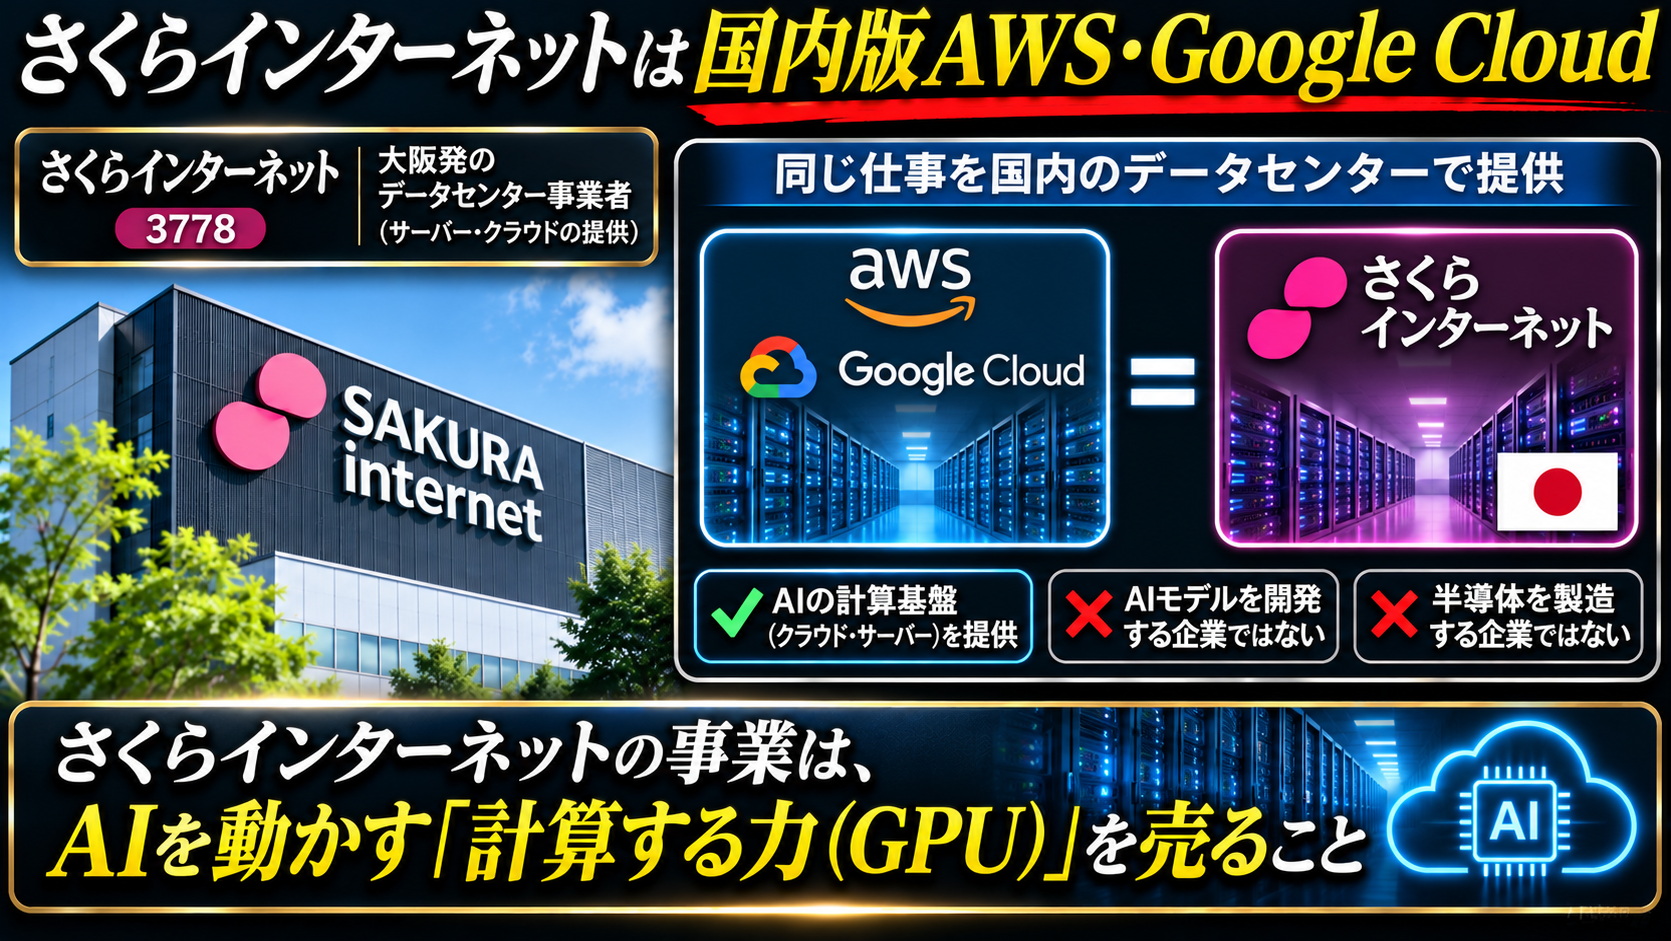 さくらインターネットは国内版AWS・Google Cloud
さくらインターネット
3778
大阪発の
データセンター事業者
(サーバー・クラウドの提供)
SAKURA
internet
同じ仕事を国内のデータセンターで提供
aws
Google Cloud
=
さくら
インターネット
AIの計算基盤
(クラウド・サーバー)を提供
AIモデルを開発
する企業ではない
半導体を製造
する企業ではない
さくらインターネットの事業は、
AIを動かす「計算する力(GPU)」を売ること
AI